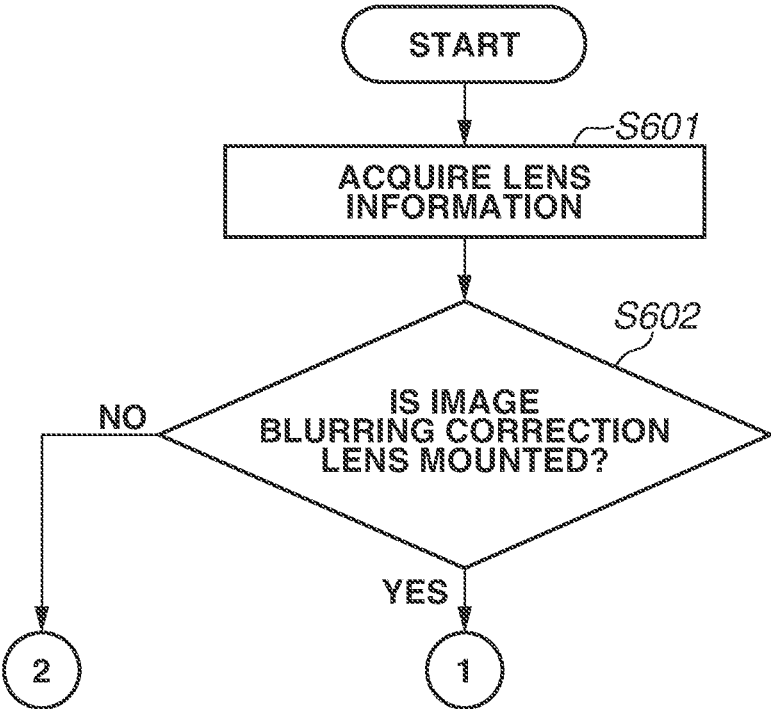 START
S601
ACQUIRE LENS
INFORMATION
S602
IS IMAGE
BLURRING CORRECTION
LENS MOUNTED?
NO
YES
2
1